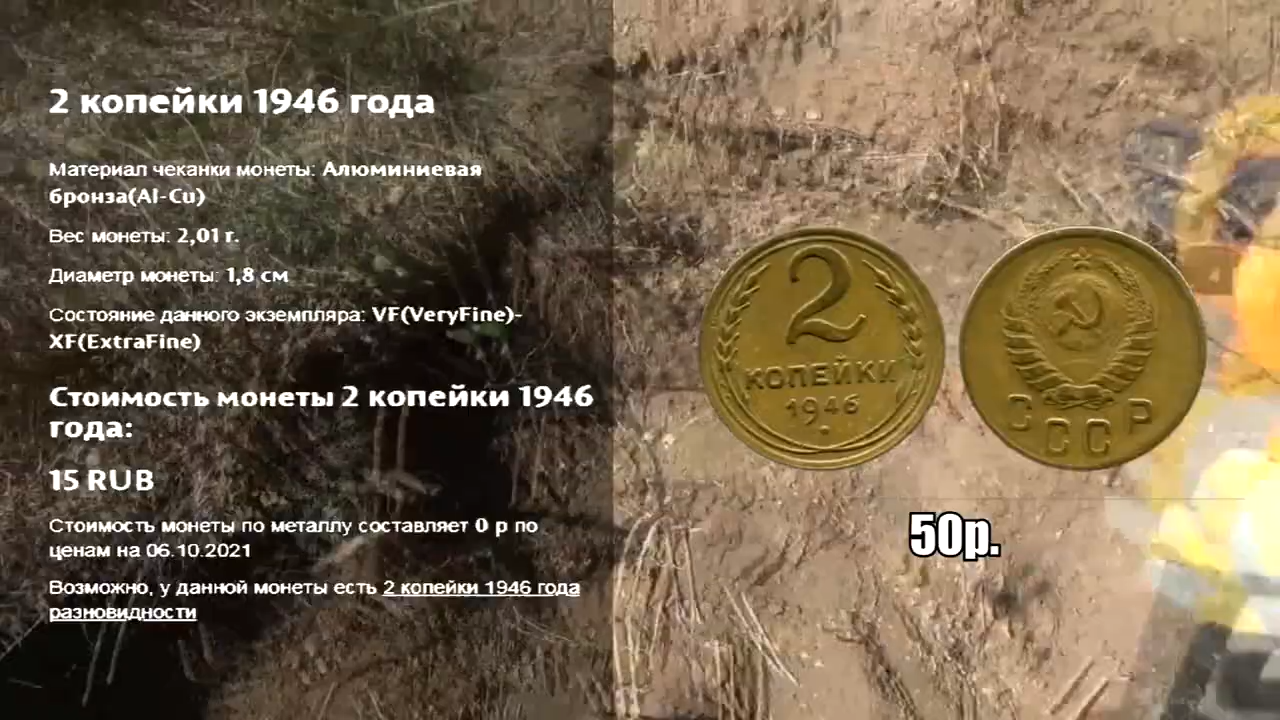 2 копейки 1946 года
Материал чеканки монеты: Алюминиевая
бронза(Al-Cu)
Вес монеты: 2,01 г.
Диаметр монеты: 1,8 см
Состояние данного экземпляра: VF(VeryFine)-
XF(ExtraFine)
Стоимость монеты 2 копейки 1946
года:
15 RUB
Стоимость монеты по металлу составляет 0 р по
ценам на 06.10.2021
Возможно, у данной монеты есть 2 копейки 1946 года
разновидности
2
КОПЕЙКИ
1946
СССР
50р.